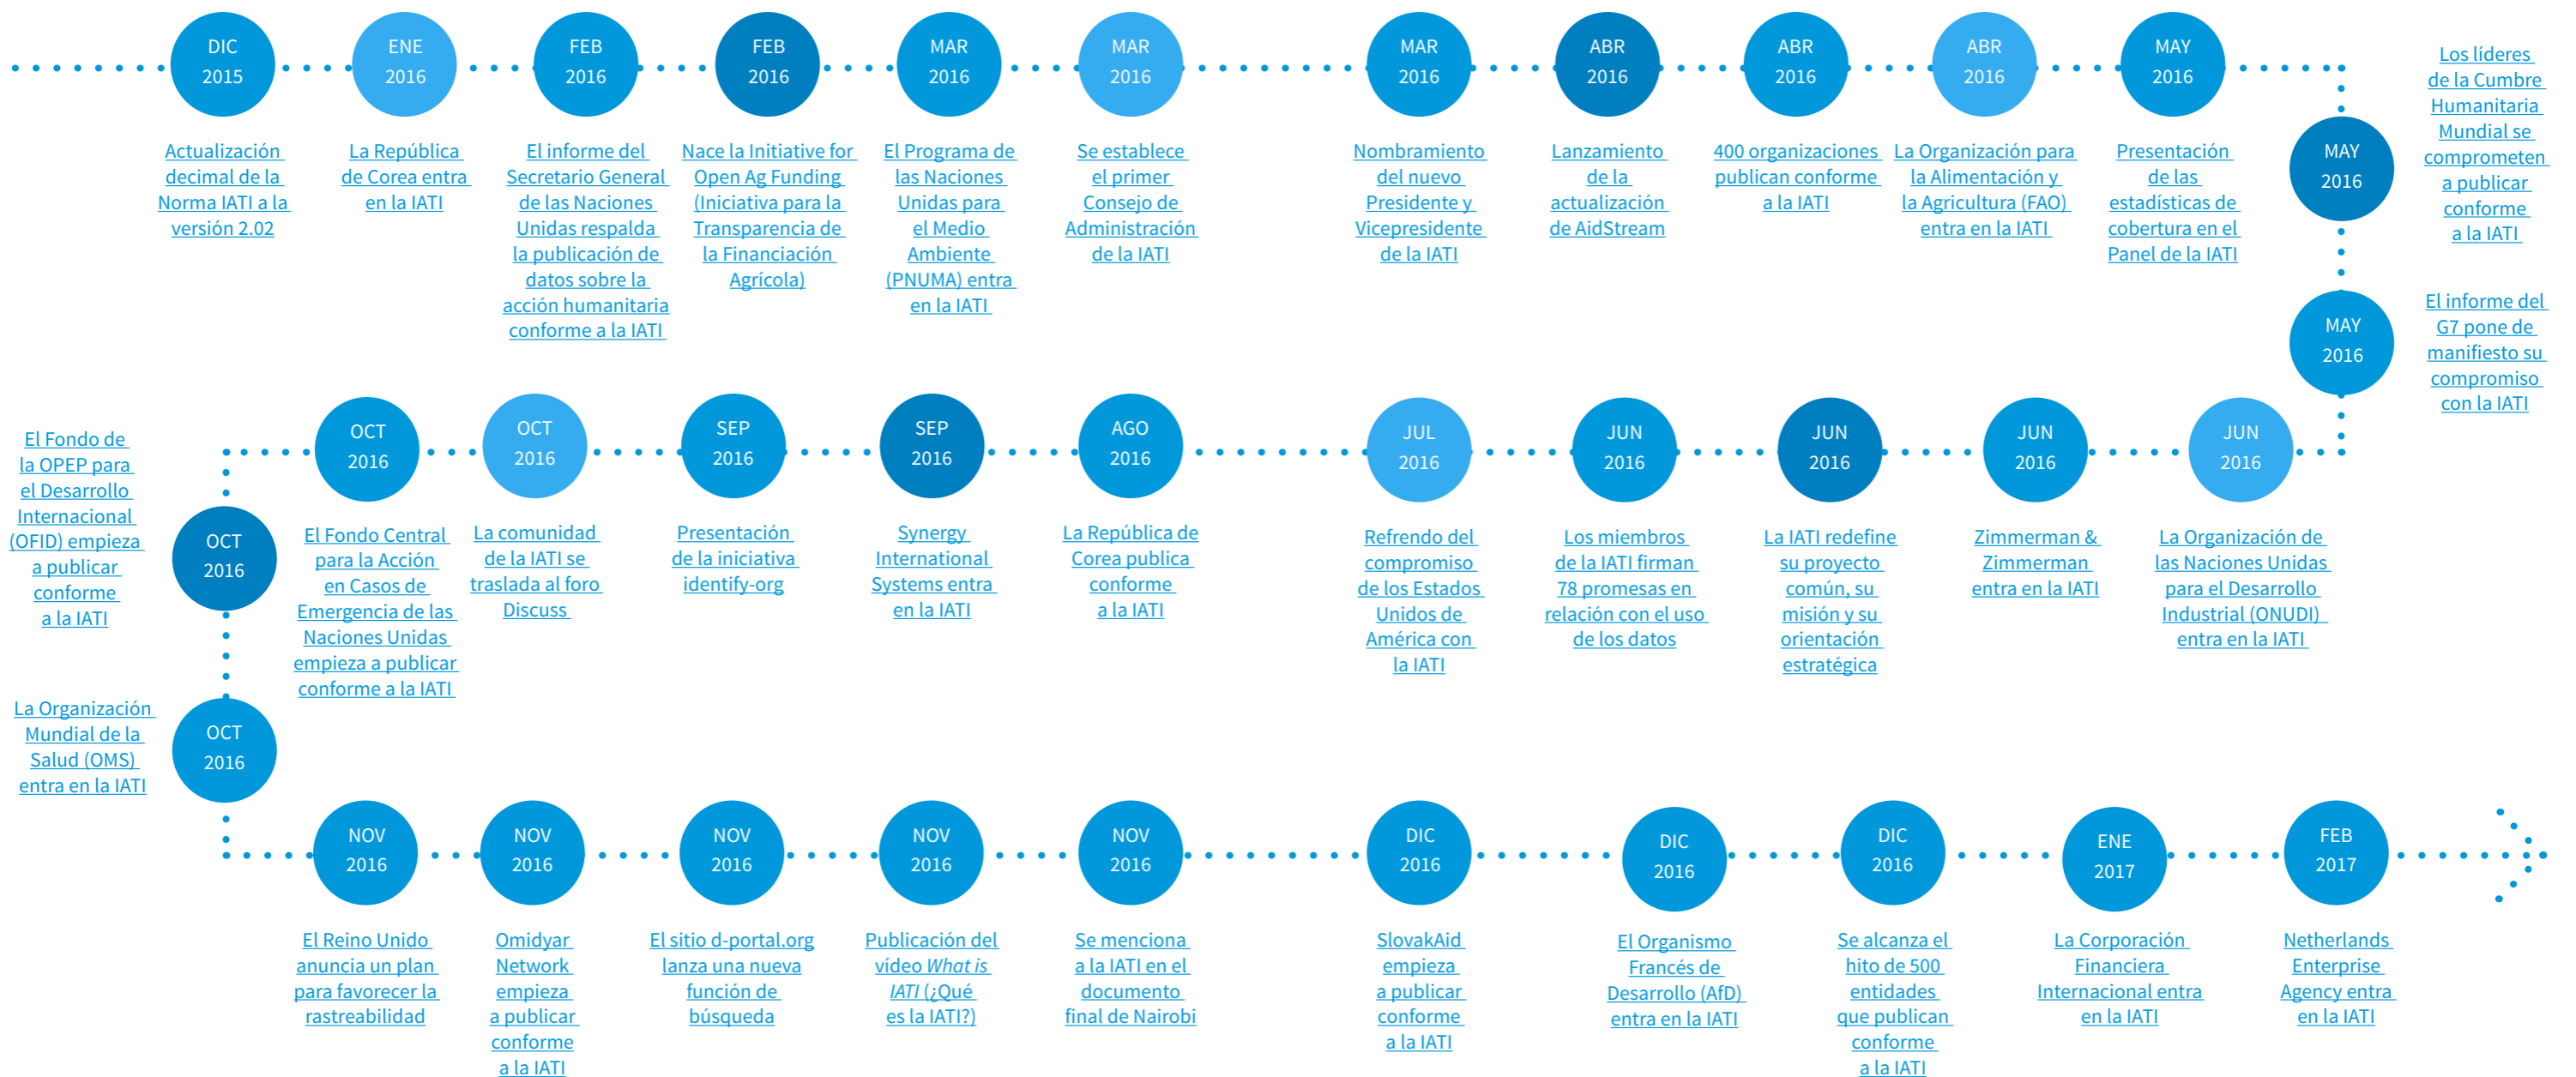 DIC
2015
Actualización
decimal de la
Norma IATI a la
versión 2.02
ENE
2016
La República
de Corea entra
en la IATI
FEB
2016
El informe del
Secretario General
de las Naciones
Unidas respalda
la publicación de
datos sobre la
acción humanitaria
conforme a la IATI
FEB
2016
Nace la Initiative for
Open Ag Funding
(Iniciativa para la
Transparencia de
la Financiación
Agrícola)
MAR
2016
El Programa de
las Naciones
Unidas para
el Medio
Ambiente
(PNUMA) entra
en la IATI
MAR
2016
Se establece
el primer
Consejo de
Administración
de la IATI
MAR
2016
Nombramiento
del nuevo
Presidente y
Vicepresidente
de la IATI
ABR
2016
Lanzamiento
de la
actualización
de AidStream
ABR
2016
400 organizaciones
publican conforme
a la IATI
ABR
2016
La Organización para
la Alimentación y
la Agricultura (FAO)
entra en la IATI
MAY
2016
Presentación
de las
estadísticas de
cobertura en el
Panel de la IATI
MAY
2016
Los líderes
de la Cumbre
Humanitaria
Mundial se
comprometen
a publicar
conforme
a la IATI
MAY
2016
El informe del
G7 pone de
manifiesto su
compromiso
con la IATI
JUN
2016
La Organización de
las Naciones Unidas
para el Desarrollo
Industrial (ONUDI)
entra en la IATI
JUN
2016
Zimmerman &
Zimmerman
entra en la IATI
JUN
2016
La IATI redefine
su proyecto
común, su
misión y su
orientación
estratégica
JUN
2016
Los miembros
de la IATI firman
78 promesas en
relación con el uso
de los datos
JUL
2016
Refrendo del
compromiso
de los Estados
Unidos de
América con
la IATI
AGO
2016
La República de
Corea publica
conforme
a la IATI
SEP
2016
Synergy
International
Systems entra
en la IATI
SEP
2016
Presentación
de la iniciativa
identify-org
OCT
2016
La comunidad
de la IATI se
traslada al foro
Discuss
OCT
2016
El Fondo Central
para la Acción
en Casos de
Emergencia de las
Naciones Unidas
empieza a publicar
conforme a la IATI
OCT
2016
El Fondo de
la OPEP para
el Desarrollo
Internacional
(OFID) empieza
a publicar
conforme
a la IATI
OCT
2016
La Organización
Mundial de la
Salud (OMS)
entra en la IATI
NOV
2016
El Reino Unido
anuncia un plan
para favorecer la
rastreabilidad
NOV
2016
Omidyar
Network
empieza
a publicar
conforme
a la IATI
NOV
2016
El sitio d-portal.org
lanza una nueva
función de
búsqueda
NOV
2016
Publicación del
vídeo What is
IATI (¿Qué
es la IATI?)
NOV
2016
Se menciona
a la IATI en el
documento
final de Nairobi
DIC
2016
SlovakAid
empieza
a publicar
conforme
a la IATI
DIC
2016
El Organismo
Francés de
Desarrollo (AfD)
entra en la IATI
DIC
2016
Se alcanza el
hito de 500
entidades
que publican
conforme
a la IATI
ENE
2017
La Corporación
Financiera
Internacional entra
en la IATI
FEB
2017
Netherlands
Enterprise
Agency entra
en la IATI